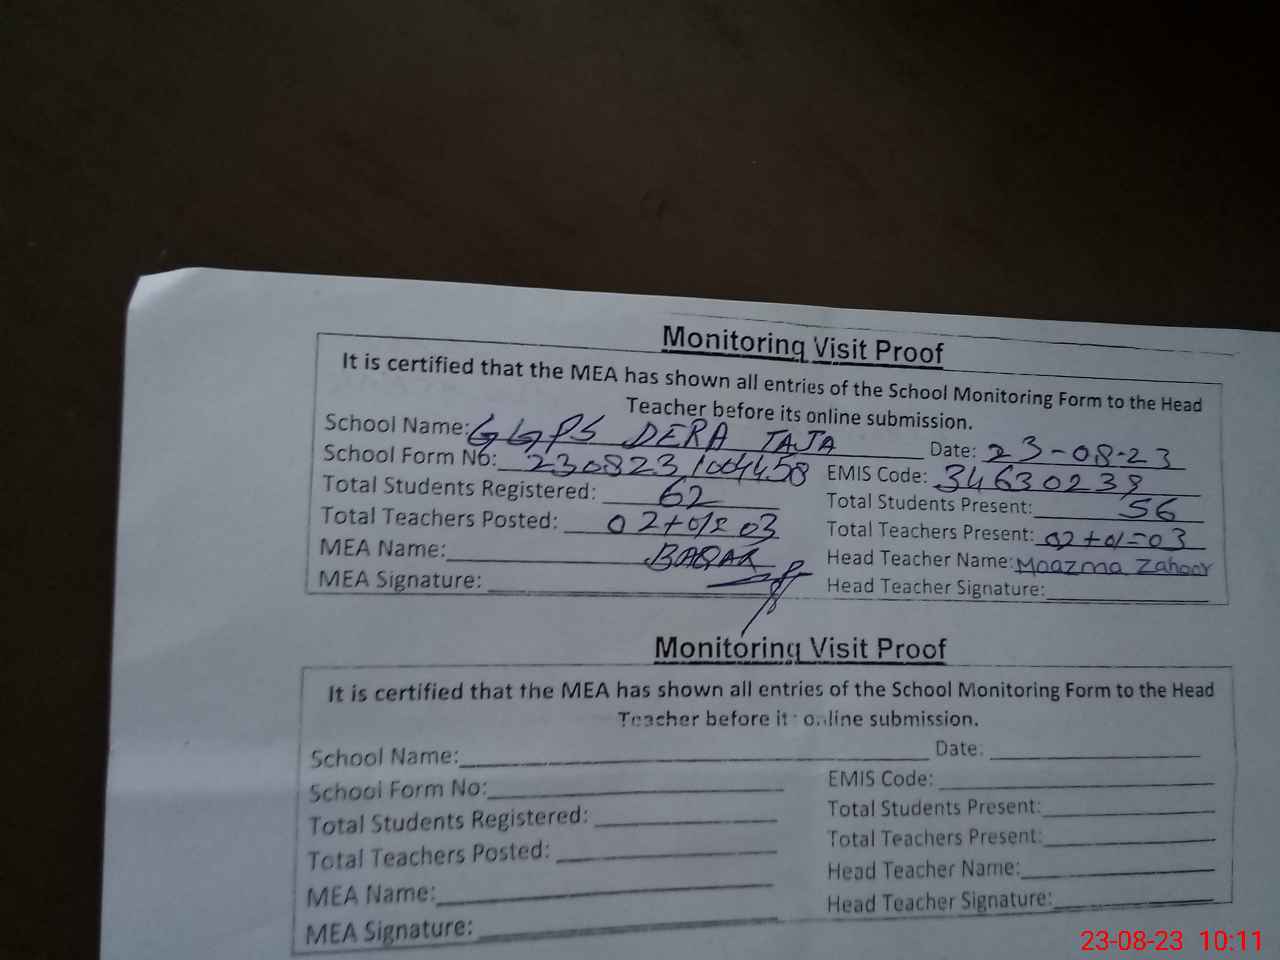 Monitoring Visit Proof
It is certified that the MEA has shown all entries of the School Monitoring Form to the Head
Teacher before its online submission.
School Name: GGPS DERA TAJA Date: 23-08-23
School Form No: 2308231004458 EMIS Code: 34630239
Total Students Registered: 62 Total Students Present: 56
Total Teachers Posted: 02+01=03 Total Teachers Present: 02+01=03
MEA Name: BAQAR Head Teacher Name: Maazma Zahoor
MEA Signature: Head Teacher Signature:
Monitoring Visit Proof
It is certified that the MEA has shown all entries of the School Monitoring Form to the Head
Teacher before its online submission.
School Name: Date:
School Form No: EMIS Code:
Total Students Registered: Total Students Present:
Total Teachers Posted: Total Teachers Present:
MEA Name: Head Teacher Name:
MEA Signature: Head Teacher Signature:
23-08-23 10:11